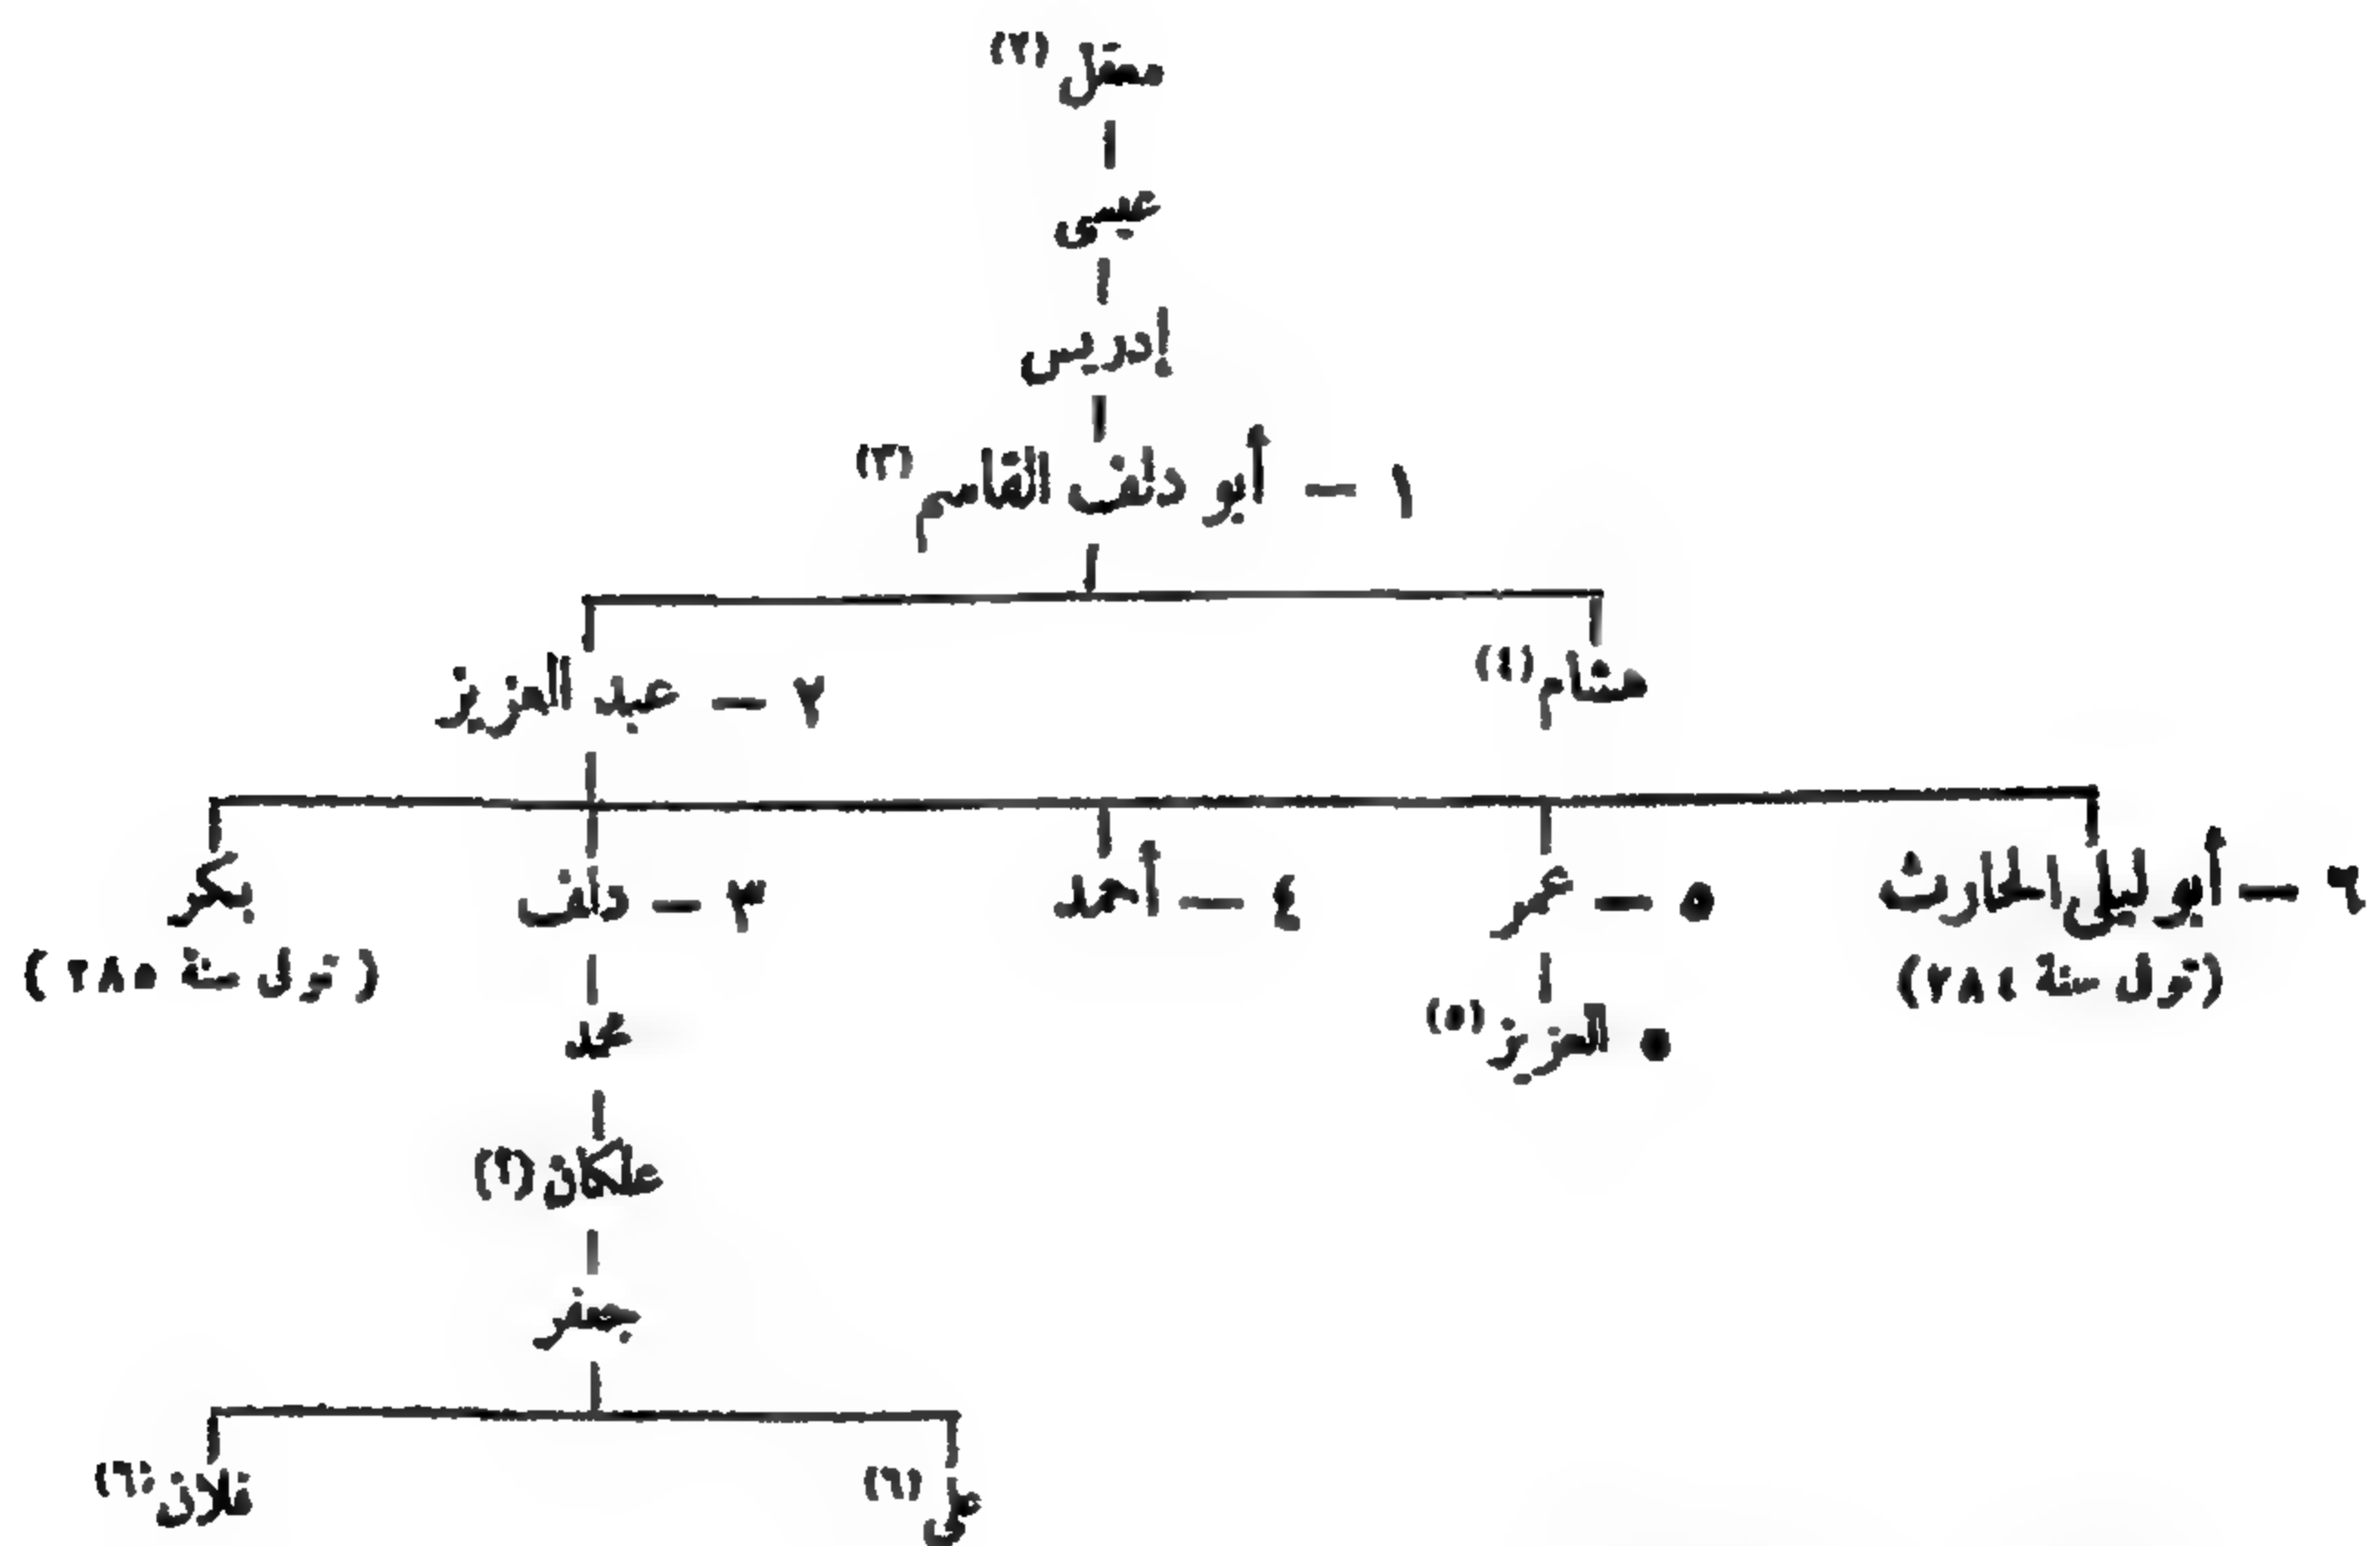 معقل (٢)
عيسى
إدريس
١ — أبو دلف القاسم (٣)
هشام (٤)
٢ — عبد العزيز
٦ — أبو ليلى الحارث
(تولى سنة ٢٨٤)
٥ — عمر
٤ — أحمد
٣ — دلف
بكر
(تولى سنة ٢٨٥)
٥ العزيز (٥)
محمد
علكان (٦)
جعفر
على (٦)
فلان (٦)